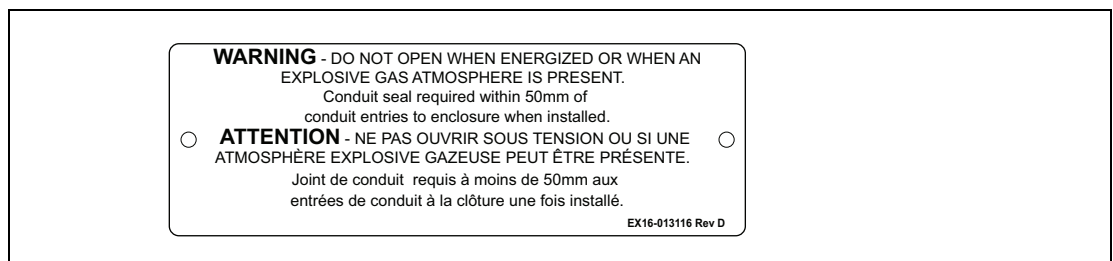 WARNING - DO NOT OPEN WHEN ENERGIZED OR WHEN AN
EXPLOSIVE GAS ATMOSPHERE IS PRESENT.
Conduit seal required within 50mm of
conduit entries to enclosure when installed.
ATTENTION - NE PAS OUVRIR SOUS TENSION OU SI UNE
ATMOSPHÈRE EXPLOSIVE GAZEUSE PEUT ÊTRE PRÉSENTE.
Joint de conduit requis à moins de 50mm aux
entrées de conduit à la clôture une fois installé.
EX16-013116 Rev D